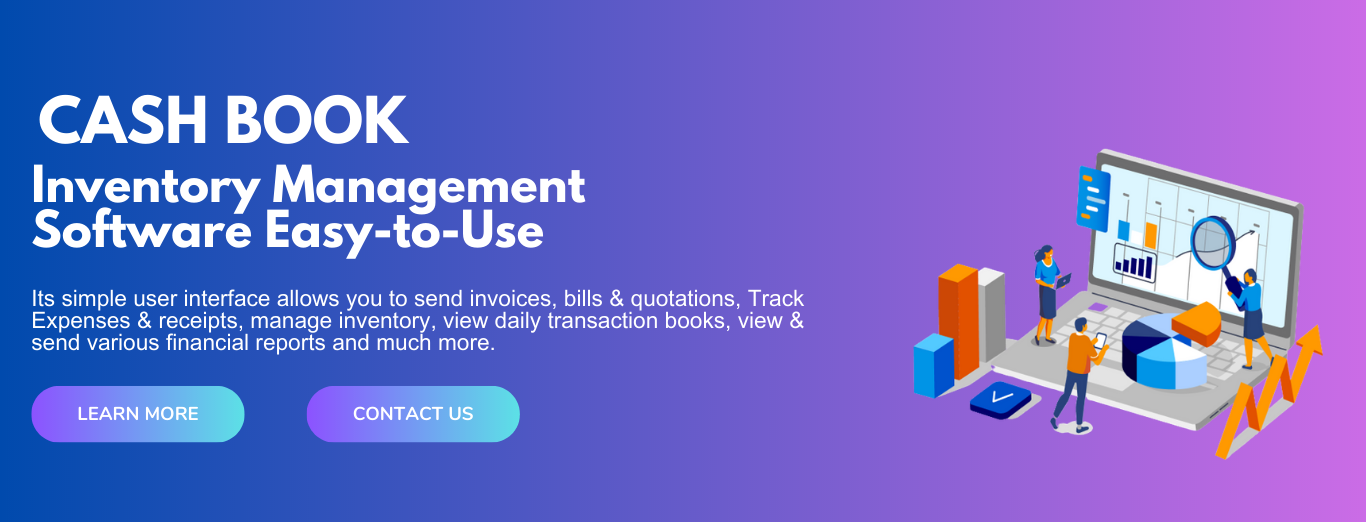 CASH BOOK
Inventory Management
Software Easy-to-Use
Its simple user interface allows you to send invoices, bills & quotations, Track
Expenses & receipts, manage inventory, view daily transaction books, view &
send various financial reports and much more.
LEARN MORE
CONTACT US